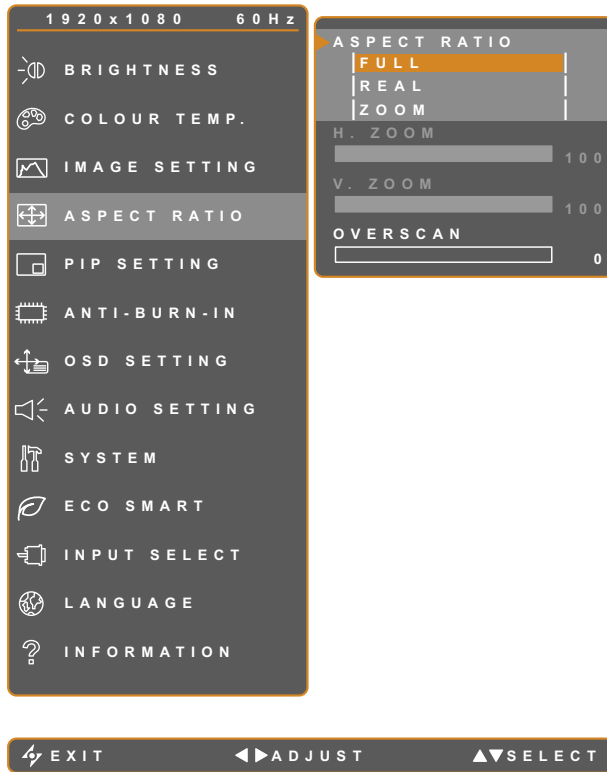 1920x1080 60Hz
BRIGHTNESS
COLOUR TEMP.
IMAGE SETTING
ASPECT RATIO
PIP SETTING
ANTI-BURN-IN
OSD SETTING
AUDIO SETTING
SYSTEM
ECO SMART
INPUT SELECT
LANGUAGE
INFORMATION
ASPECT RATIO
FULL
REAL
ZOOM
H. ZOOM
100
V. ZOOM
100
OVERSCAN
0
EXIT ADJUST SELECT